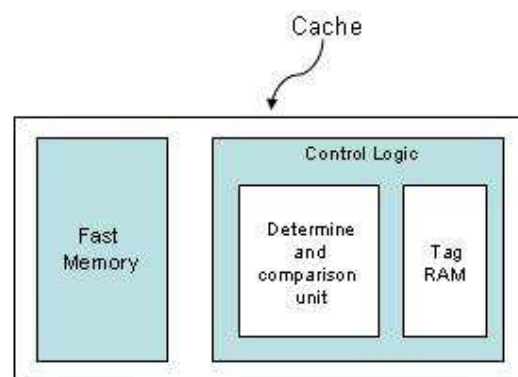 Cache
Control Logic
Fast
Memory
Determine
and
comparison
unit
Tag
RAM